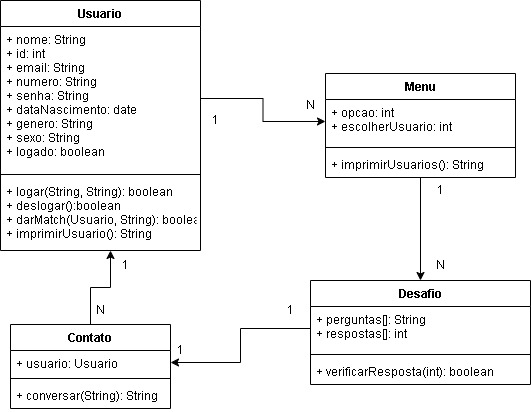 Usuario
+ nome: String
+ id: int
+ email: String
+ numero: String
+ senha: String
+ dataNascimento: date
+ genero: String
+ sexo: String
+ logado: boolean
+ logar(String, String): boolean
+ deslogar():boolean
+ darMatch(Usuario, String): boolea
+ imprimirUsuario(): String
1
N
Menu
+ opcao: int
+ escolherUsuario: int
+ imprimirUsuarios(): String
1
N
Desafio
+ perguntas[]: String
+ respostas[]: int
+ verificarResposta(int): boolean
1
1
Contato
+ usuario: Usuario
+ conversar(String): String
N
1